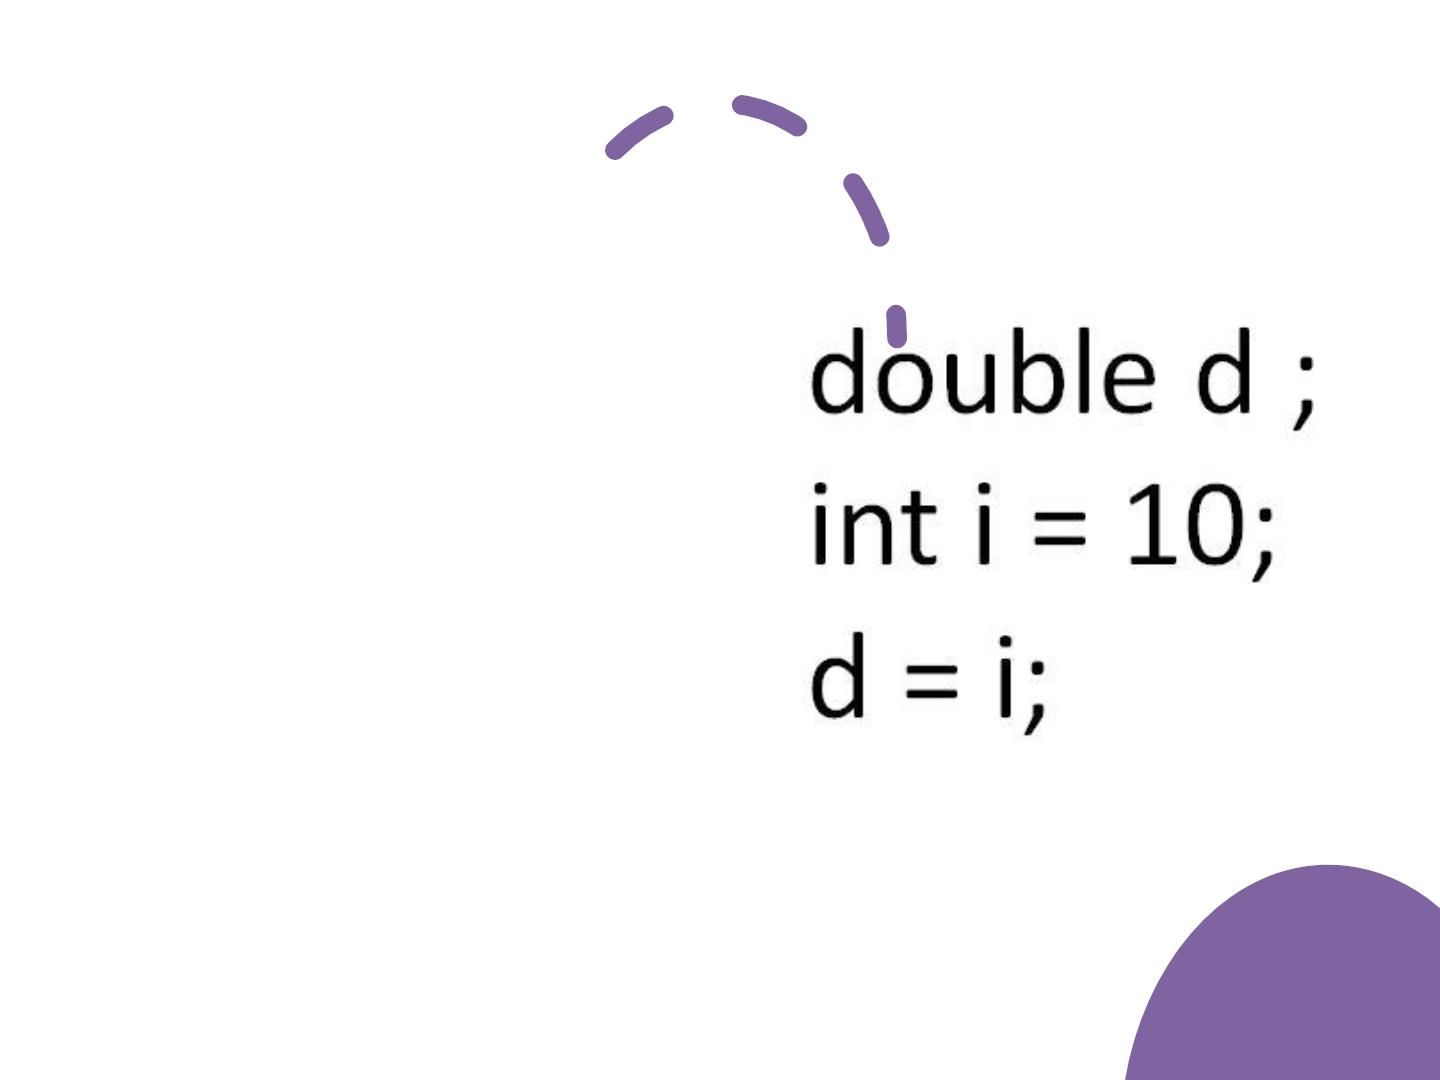 double d ;
int i = 10;
d = i;